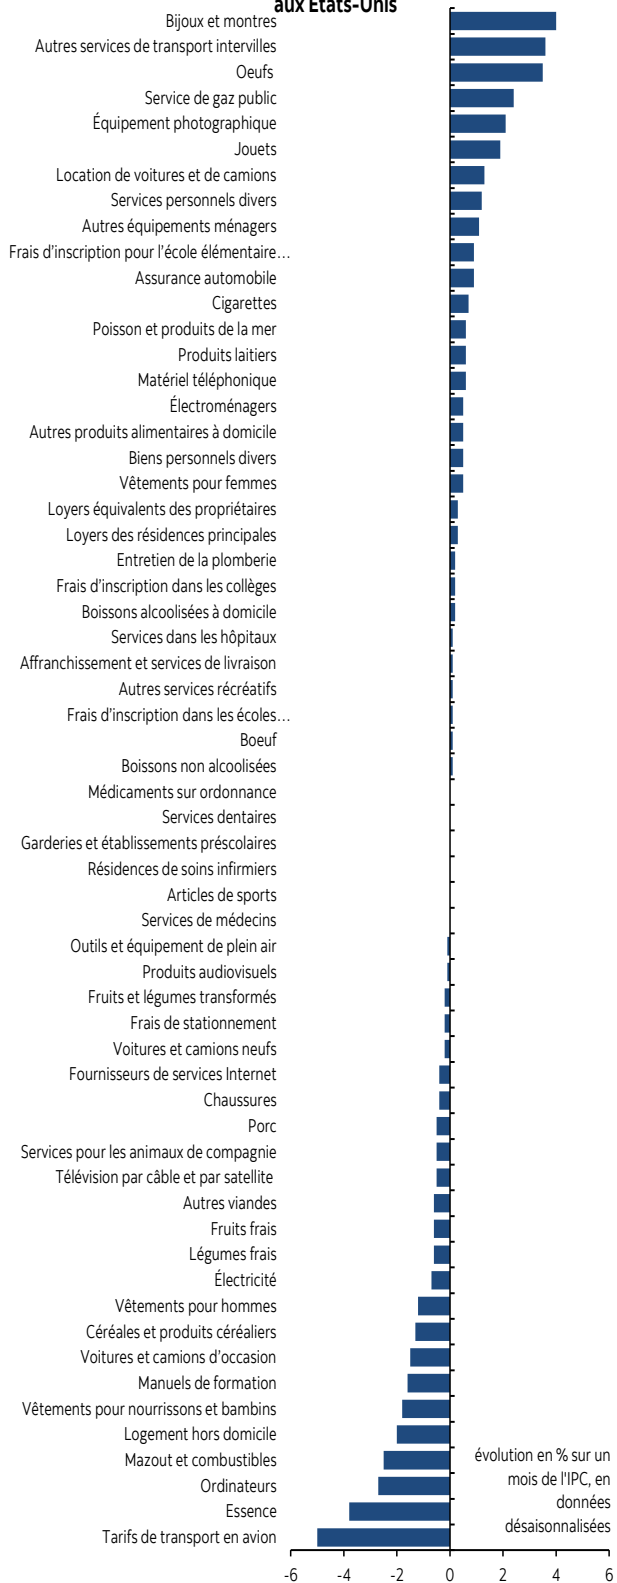 aux États-Unis
Bijoux et montres
Autres services de transport intervilles
Oeufs
Service de gaz public
Équipement photographique
Jouets
Location de voitures et de camions
Services personnels divers
Autres équipements ménagers
Frais d’inscription pour l’école élémentaire…
Assurance automobile
Cigarettes
Poisson et produits de la mer
Produits laitiers
Matériel téléphonique
Électroménagers
Autres produits alimentaires à domicile
Biens personnels divers
Vêtements pour femmes
Loyers équivalents des propriétaires
Loyers des résidences principales
Entretien de la plomberie
Frais d’inscription dans les collèges
Boissons alcoolisées à domicile
Services dans les hôpitaux
Affranchissement et services de livraison
Autres services récréatifs
Frais d’inscription dans les écoles…
Boeuf
Boissons non alcoolisées
Médicaments sur ordonnance
Services dentaires
Garderies et établissements préscolaires
Résidences de soins infirmiers
Articles de sports
Services de médecins
Outils et équipement de plein air
Produits audiovisuels
Fruits et légumes transformés
Frais de stationnement
Voitures et camions neufs
Fournisseurs de services Internet
Chaussures
Porc
Services pour les animaux de compagnie
Télévision par câble et par satellite
Autres viandes
Fruits frais
Légumes frais
Électricité
Vêtements pour hommes
Céréales et produits céréaliers
Voitures et camions d’occasion
Manuels de formation
Vêtements pour nourrissons et bambins
Logement hors domicile
Mazout et combustibles
Ordinateurs
Essence
Tarifs de transport en avion
évolution en % sur un
mois de l'IPC, en
données
désaisonnalisées
-6 -4 -2 0 2 4 6